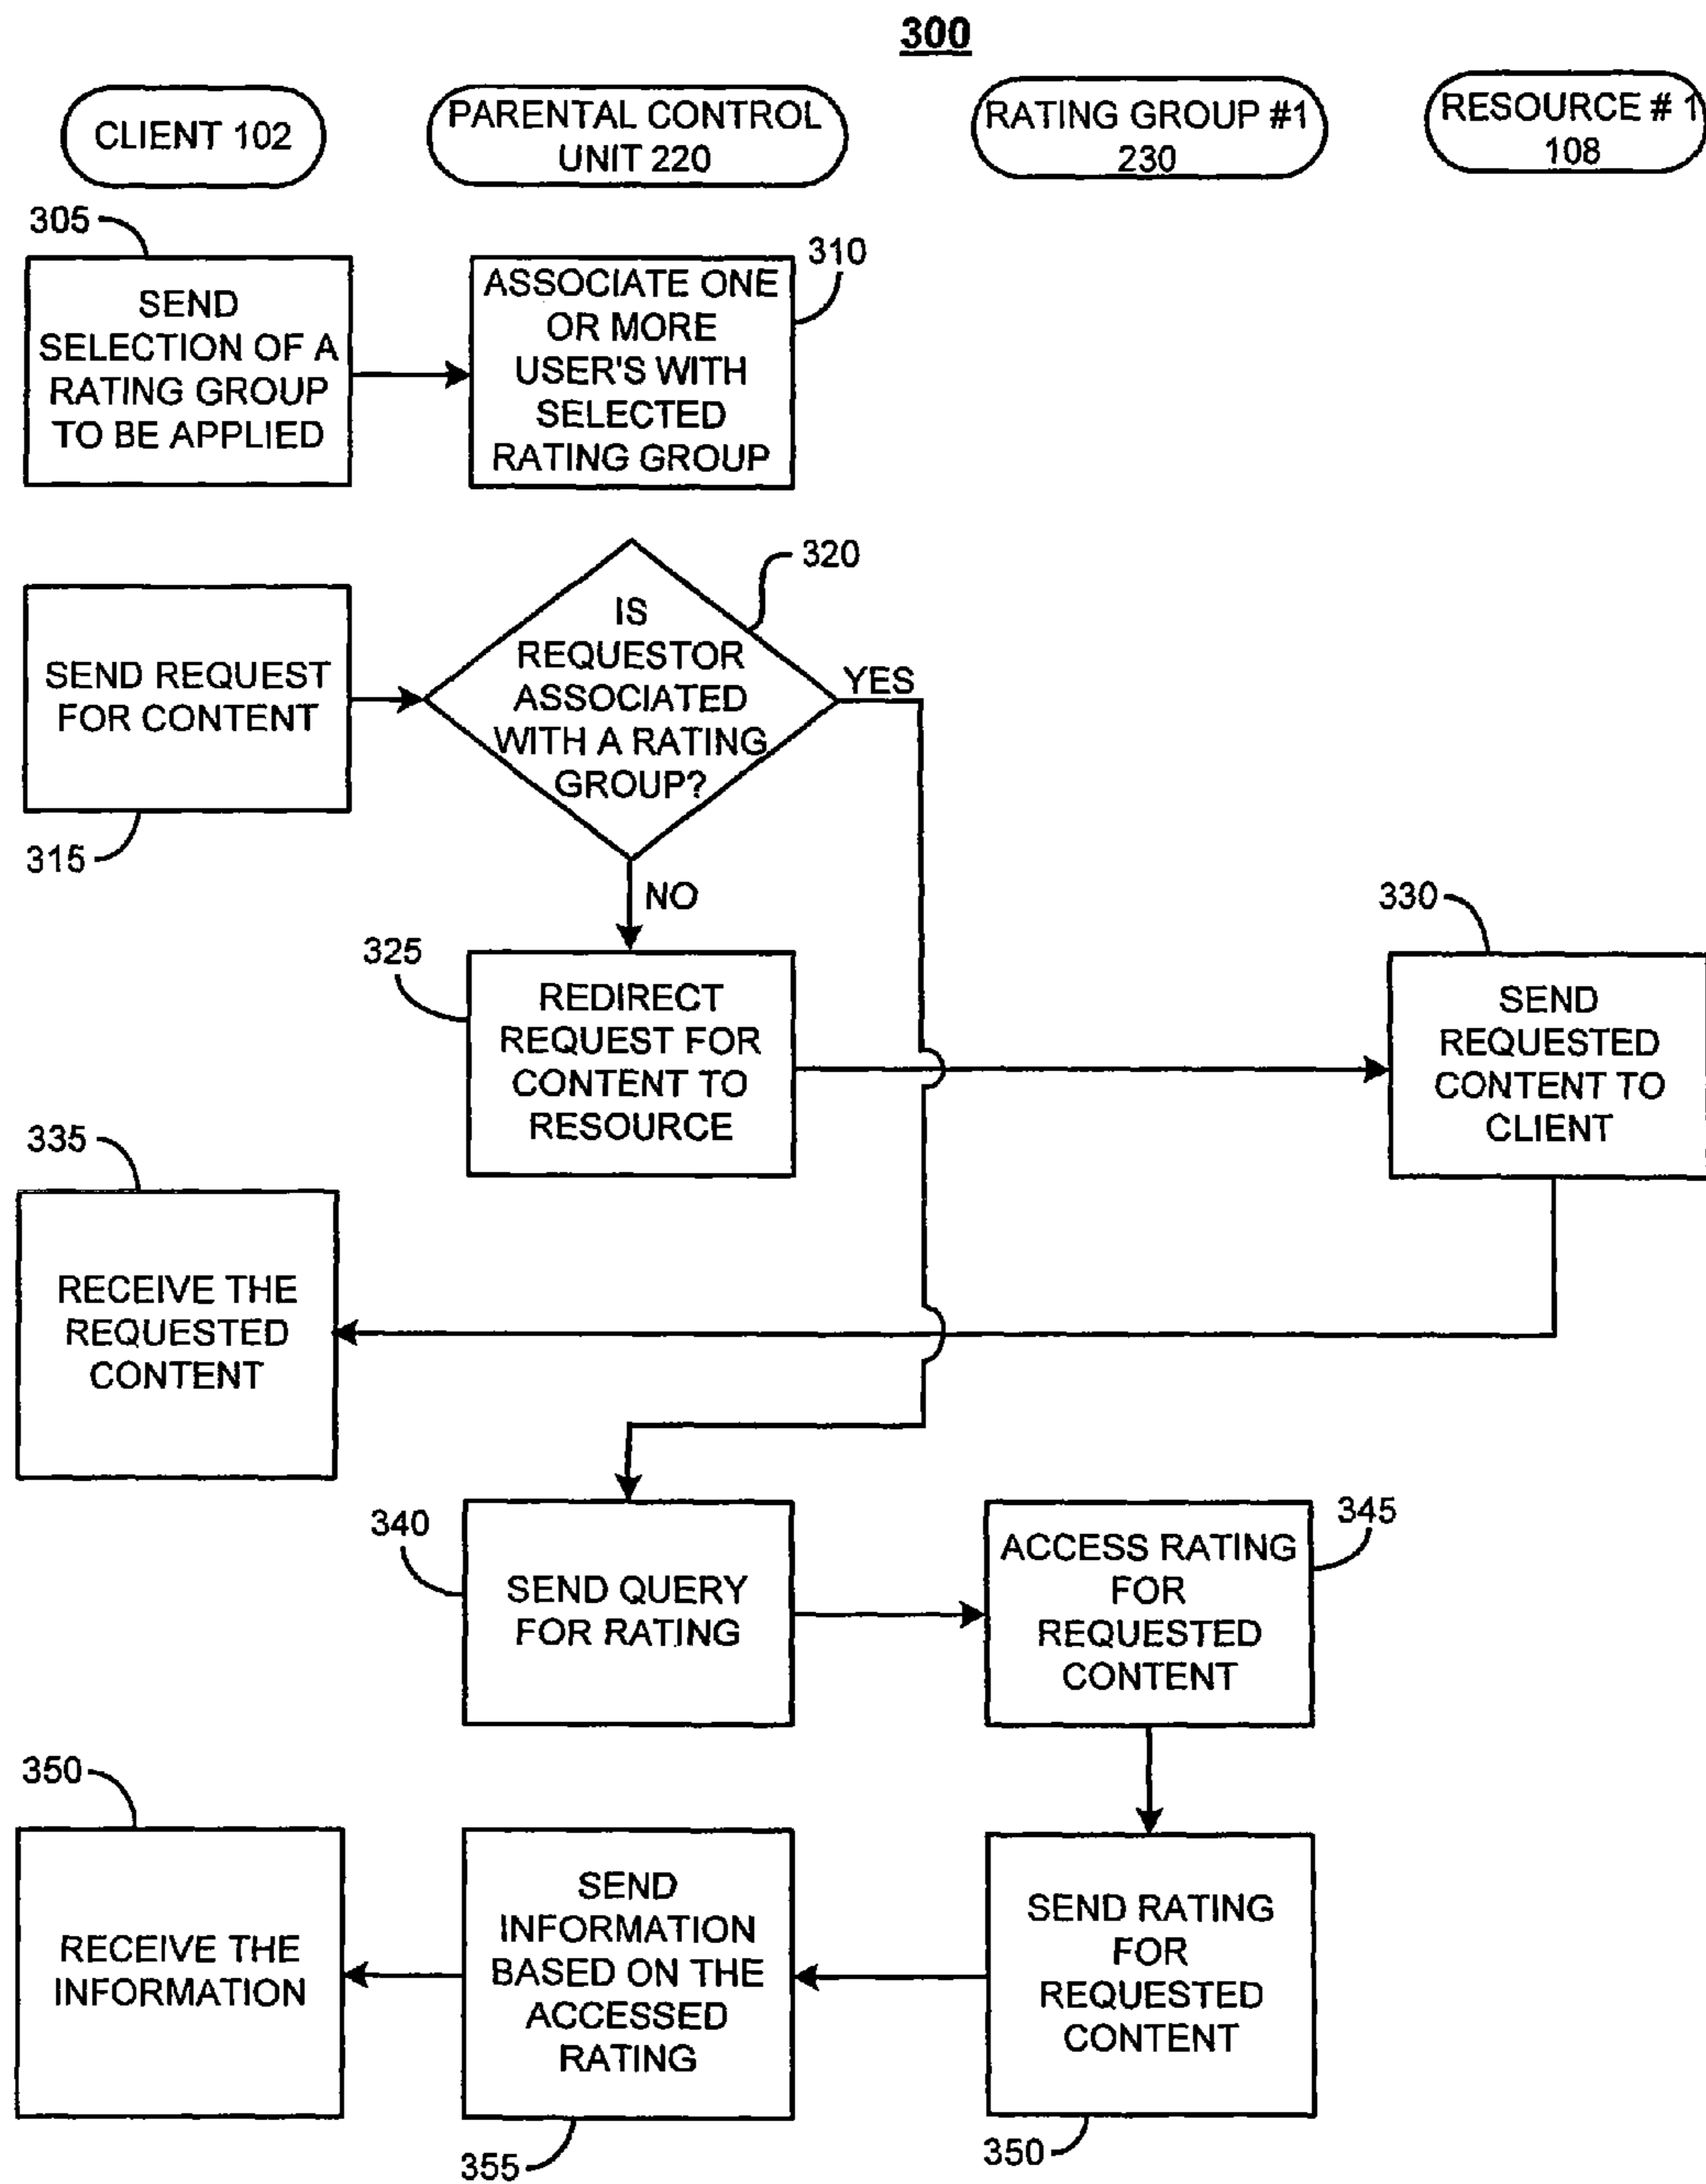 300
CLIENT 102
PARENTAL CONTROL
UNIT 220
RATING GROUP #1
230
RESOURCE # 1
108
305
SEND
SELECTION OF A
RATING GROUP
TO BE APPLIED
310
ASSOCIATE ONE
OR MORE
USER'S WITH
SELECTED
RATING GROUP
SEND REQUEST
FOR CONTENT
315
320
IS
REQUESTOR
ASSOCIATED
WITH A RATING
GROUP?
YES
NO
325
REDIRECT
REQUEST FOR
CONTENT TO
RESOURCE
330
SEND
REQUESTED
CONTENT TO
CLIENT
335
RECEIVE THE
REQUESTED
CONTENT
340
SEND QUERY
FOR RATING
345
ACCESS RATING
FOR
REQUESTED
CONTENT
350
RECEIVE THE
INFORMATION
SEND
INFORMATION
BASED ON THE
ACCESSED
RATING
355
SEND RATING
FOR
REQUESTED
CONTENT
350